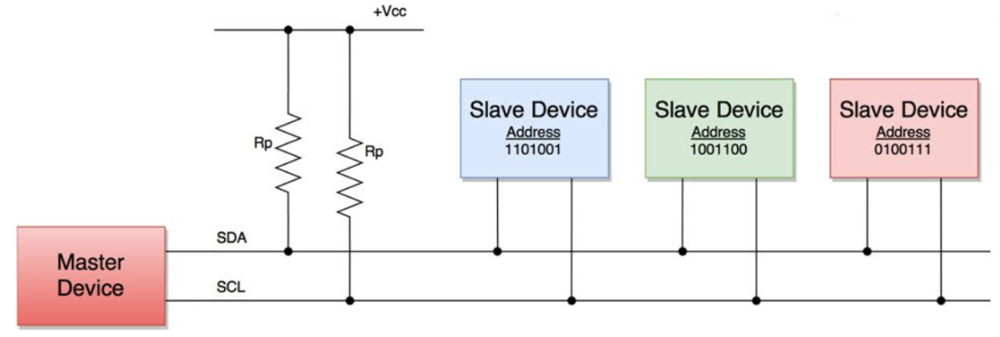 +Vcc
Rp
Rp
Slave Device
Address
1101001
Slave Device
Address
1001100
Slave Device
Address
0100111
SDA
SCL
Master
Device